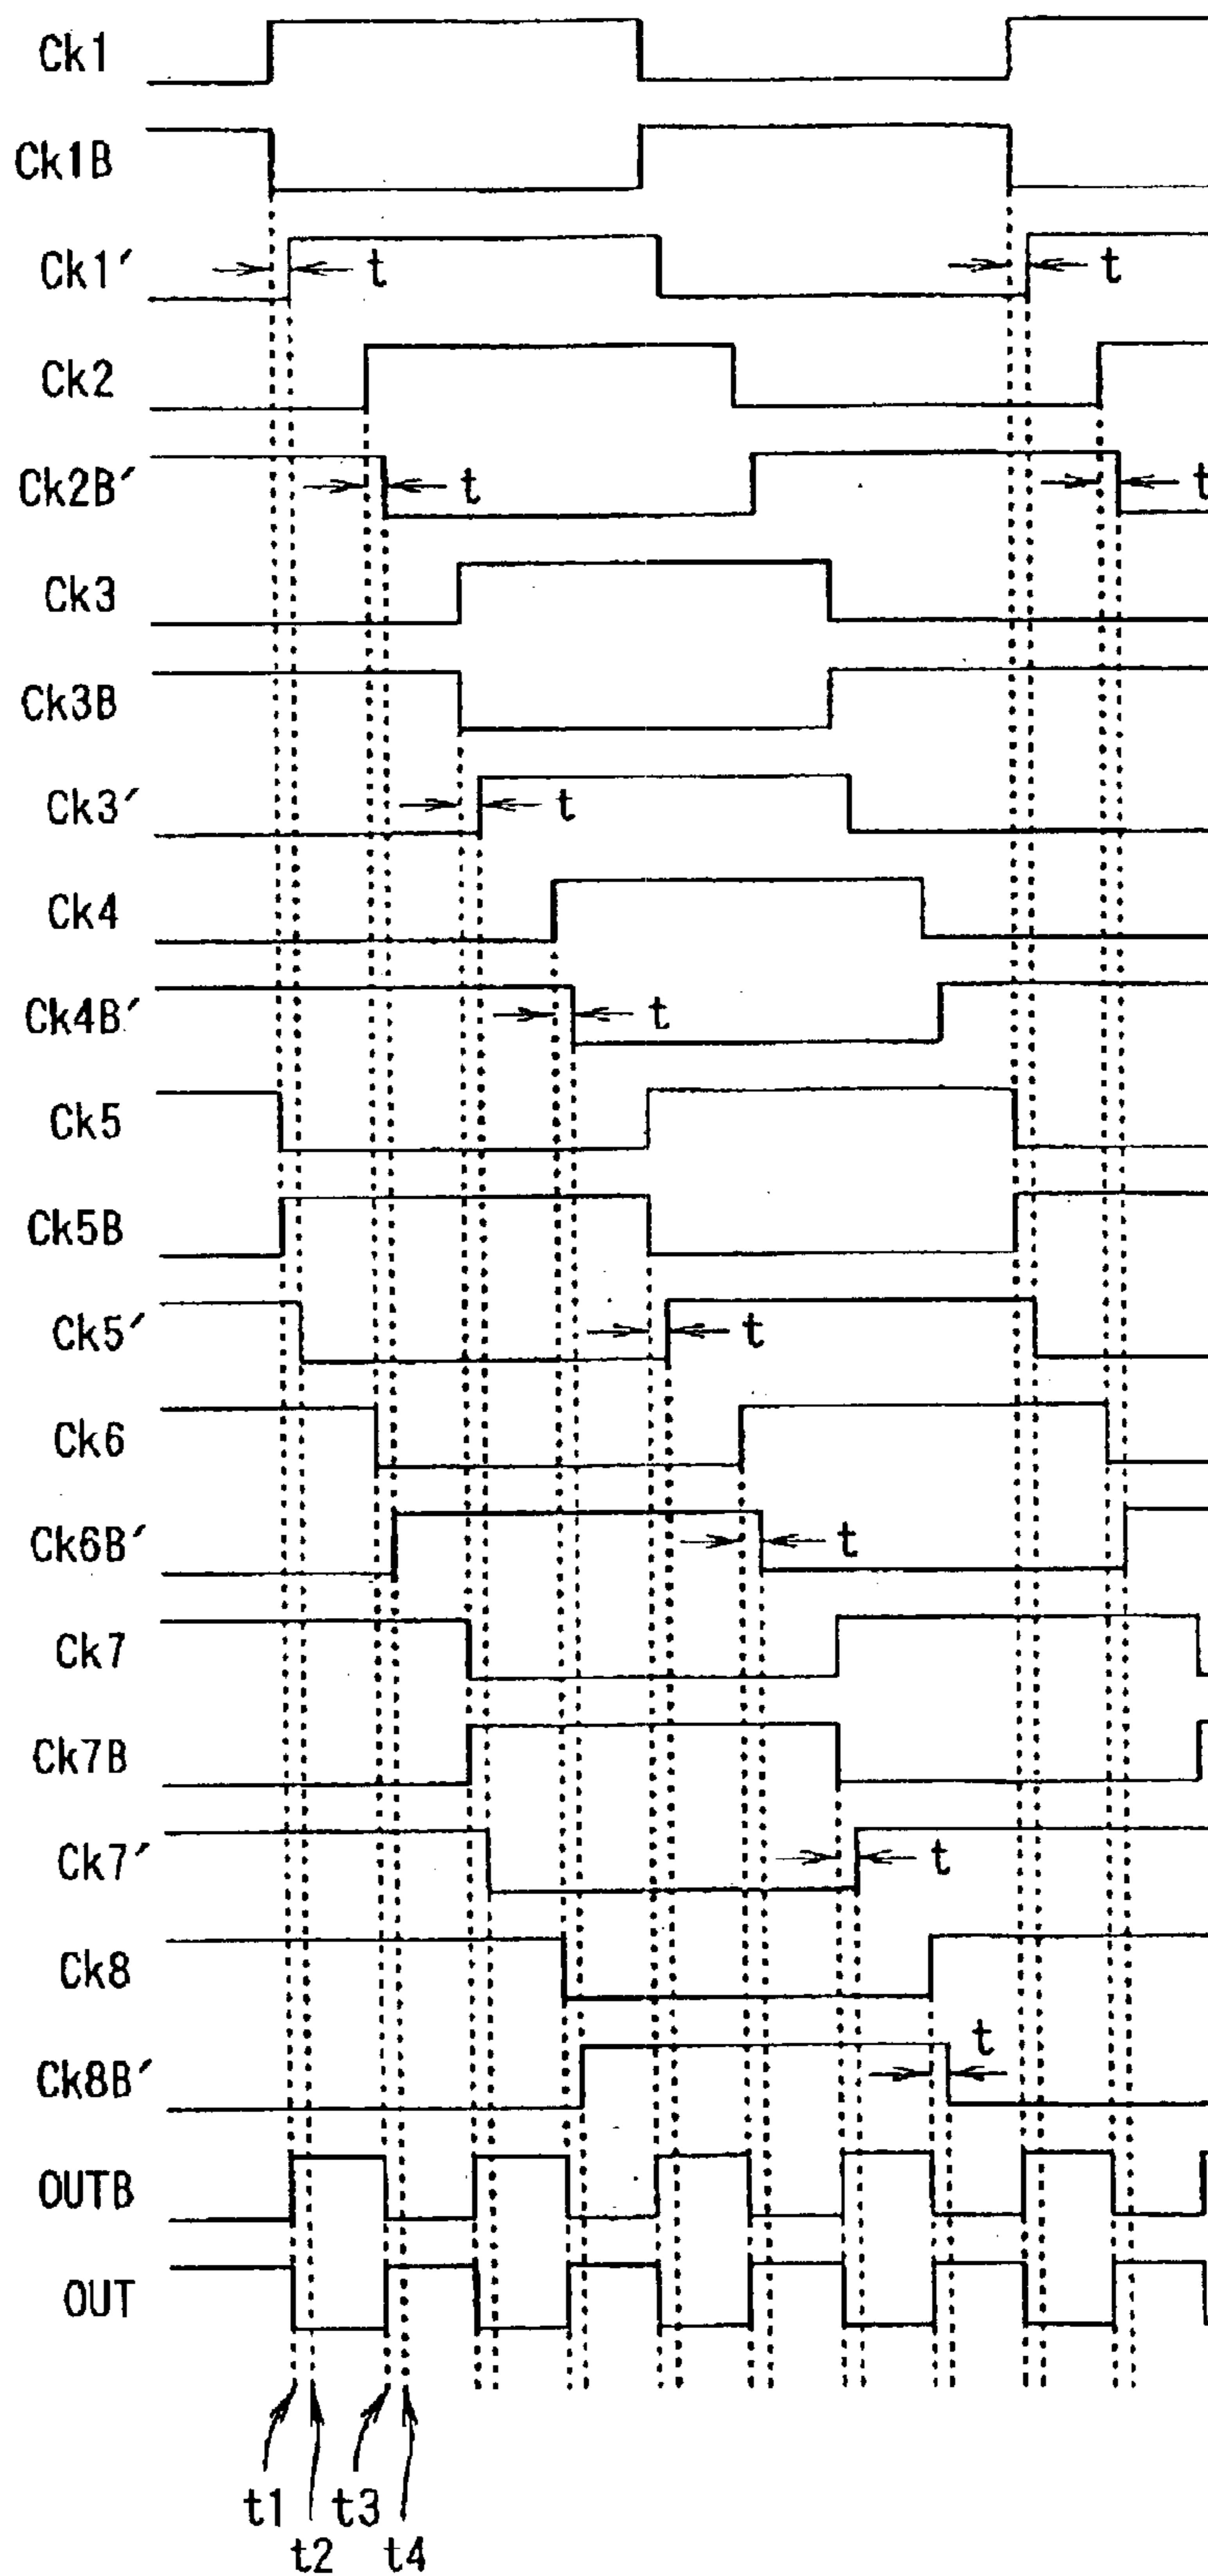 Ck1
Ck1B
Ck1′ t t
Ck2
Ck2B′ t t
Ck3
Ck3B
Ck3′ t
Ck4
Ck4B′ t
Ck5
Ck5B
Ck5′ t
Ck6
Ck6B′ t
Ck7
Ck7B
Ck7′ t
Ck8
Ck8B′ t
OUTB
OUT
t1 t3
t2 t4